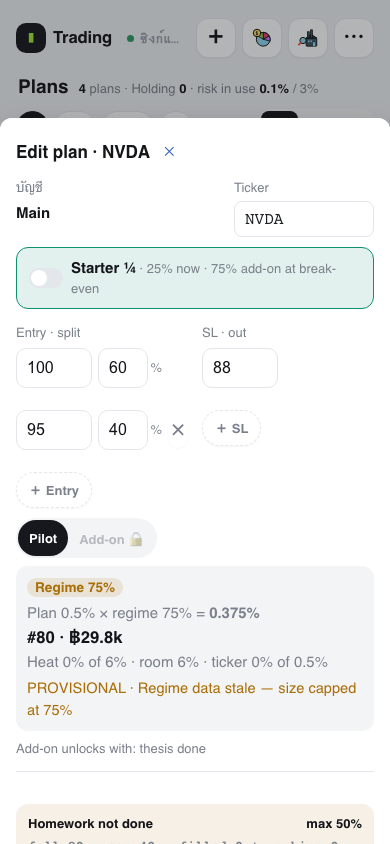 Trading
ซิงก์แ...
Plans 4 plans · Holding 0 · risk in use 0.1% / 3%
Edit plan · NVDA ×
บัญชี
Main
Ticker
NVDA
Starter ¼ · 25% now · 75% add-on at break-
even
Entry · split
SL · out
100 60 % 88
95 40 % × + SL
+ Entry
Pilot Add-on 🔒
Regime 75%
Plan 0.5% × regime 75% = 0.375%
#80 · ฿29.8k
Heat 0% of 6% · room 6% · ticker 0% of 0.5%
PROVISIONAL · Regime data stale — size capped
at 75%
Add-on unlocks with: thesis done
Homework not done max 50%